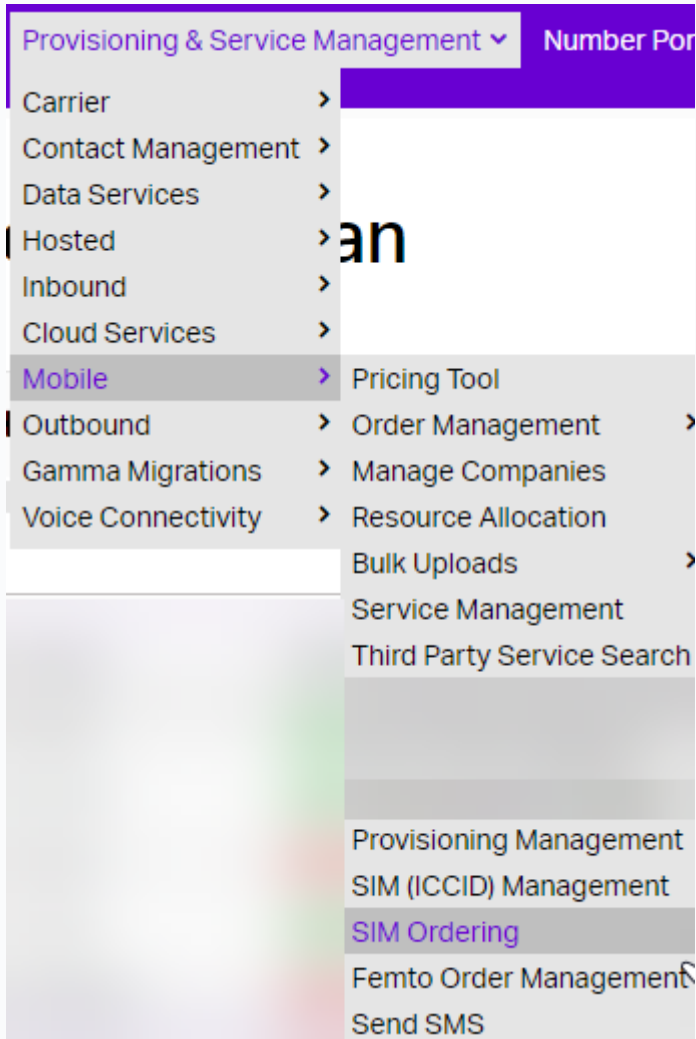 Provisioning & Service Management
Number Por
an
Carrier
Contact Management
Data Services
Hosted
Inbound
Cloud Services
Mobile
Outbound
Gamma Migrations
Voice Connectivity
Pricing Tool
Order Management
Manage Companies
Resource Allocation
Bulk Uploads
Service Management
Third Party Service Search
Provisioning Management
SIM (ICCID) Management
SIM Ordering
Femto Order Management
Send SMS